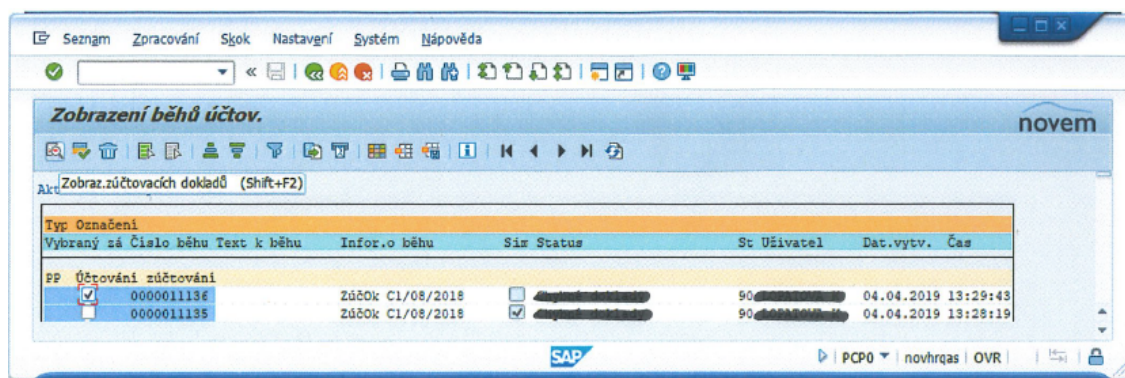 Seznam Zpracování Skok Nastavení Systém Nápověda
Zobrazení běhů účtov.
novem
Akt
Zobraz.zúčtovacích dokladů (Shift+F2)
Typ Označení
Vybraný zá Číslo běhu Text k běhu Infor.o běhu Sim Status St Uživatel Dat.vytv. Čas
PP Účtování zúčtování
0000011136 ZúčOk C1/08/2018 90 04.04.2019 13:29:43
0000011135 ZúčOk C1/08/2018 90 04.04.2019 13:28:19
SAP
PCP0 novhrqas OVR